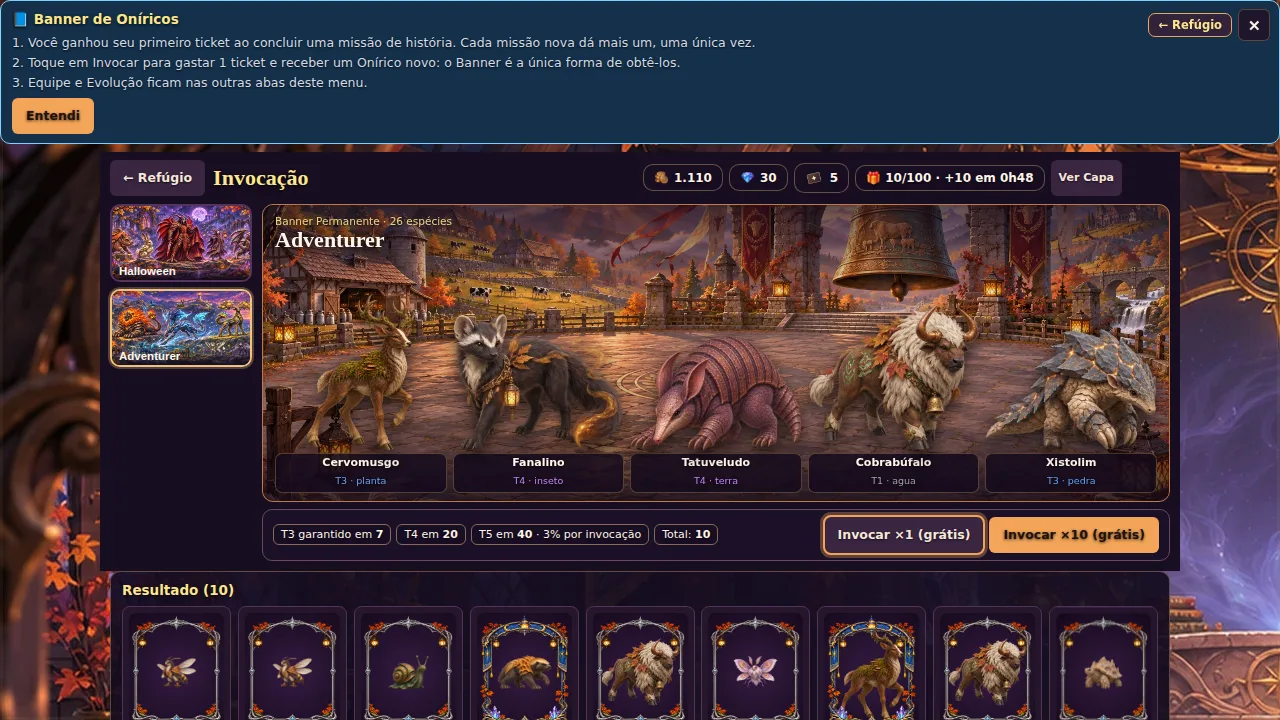 📘 Banner de Oníricos
← Refúgio
✕
1. Você ganhou seu primeiro ticket ao concluir uma missão de história. Cada missão nova dá mais um, uma única vez.
2. Toque em Invocar para gastar 1 ticket e receber um Onírico novo: o Banner é a única forma de obtê-los.
3. Equipe e Evolução ficam nas outras abas deste menu.
Entendi
← Refúgio
Invocação
1.110
30
5
10/100 · +10 em 0h48
Ver Capa
Halloween
Adventurer
Banner Permanente · 26 espécies
Adventurer
Cervomusgo
T3 · planta
Fanalino
T4 · inseto
Tatuveludo
T4 · terra
Cobrabúfalo
T1 · agua
Xistolim
T3 · pedra
T3 garantido em 7
T4 em 20
T5 em 40 · 3% por invocação
Total: 10
Invocar ×1 (grátis)
Invocar ×10 (grátis)
Resultado (10)